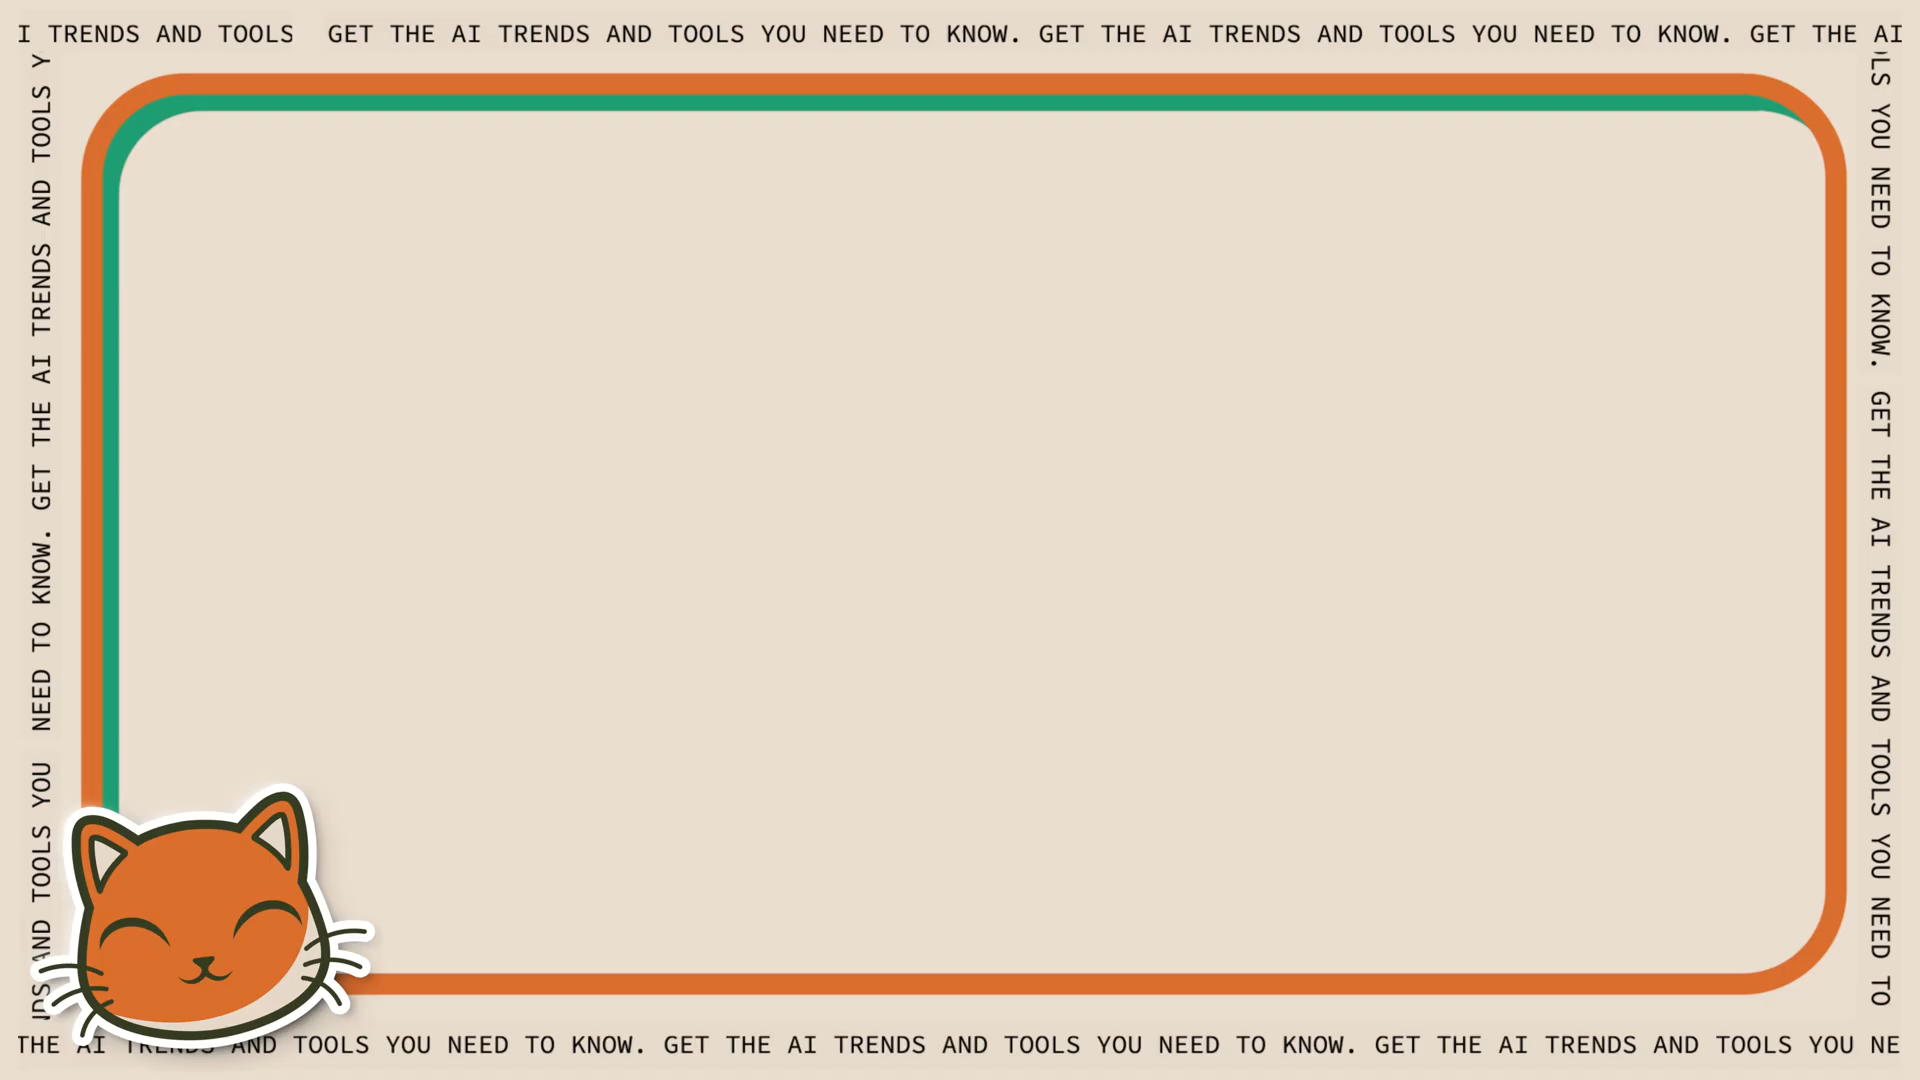 I TRENDS AND TOOLS GET THE AI TRENDS AND TOOLS YOU NEED TO KNOW. GET THE AI TRENDS AND TOOLS YOU NEED TO KNOW. GET THE AI
NEED TO KNOW. GET THE AI TRENDS AND TOOLS Y
AND TOOLS YOU
YOU NEED TO KNOW. GET THE AI TRENDS AND TOOLS YOU NEED TO
THE AI TRENDS AND TOOLS YOU NEED TO KNOW. GET THE AI TRENDS AND TOOLS YOU NEED TO KNOW. GET THE AI TRENDS AND TOOLS YOU NE